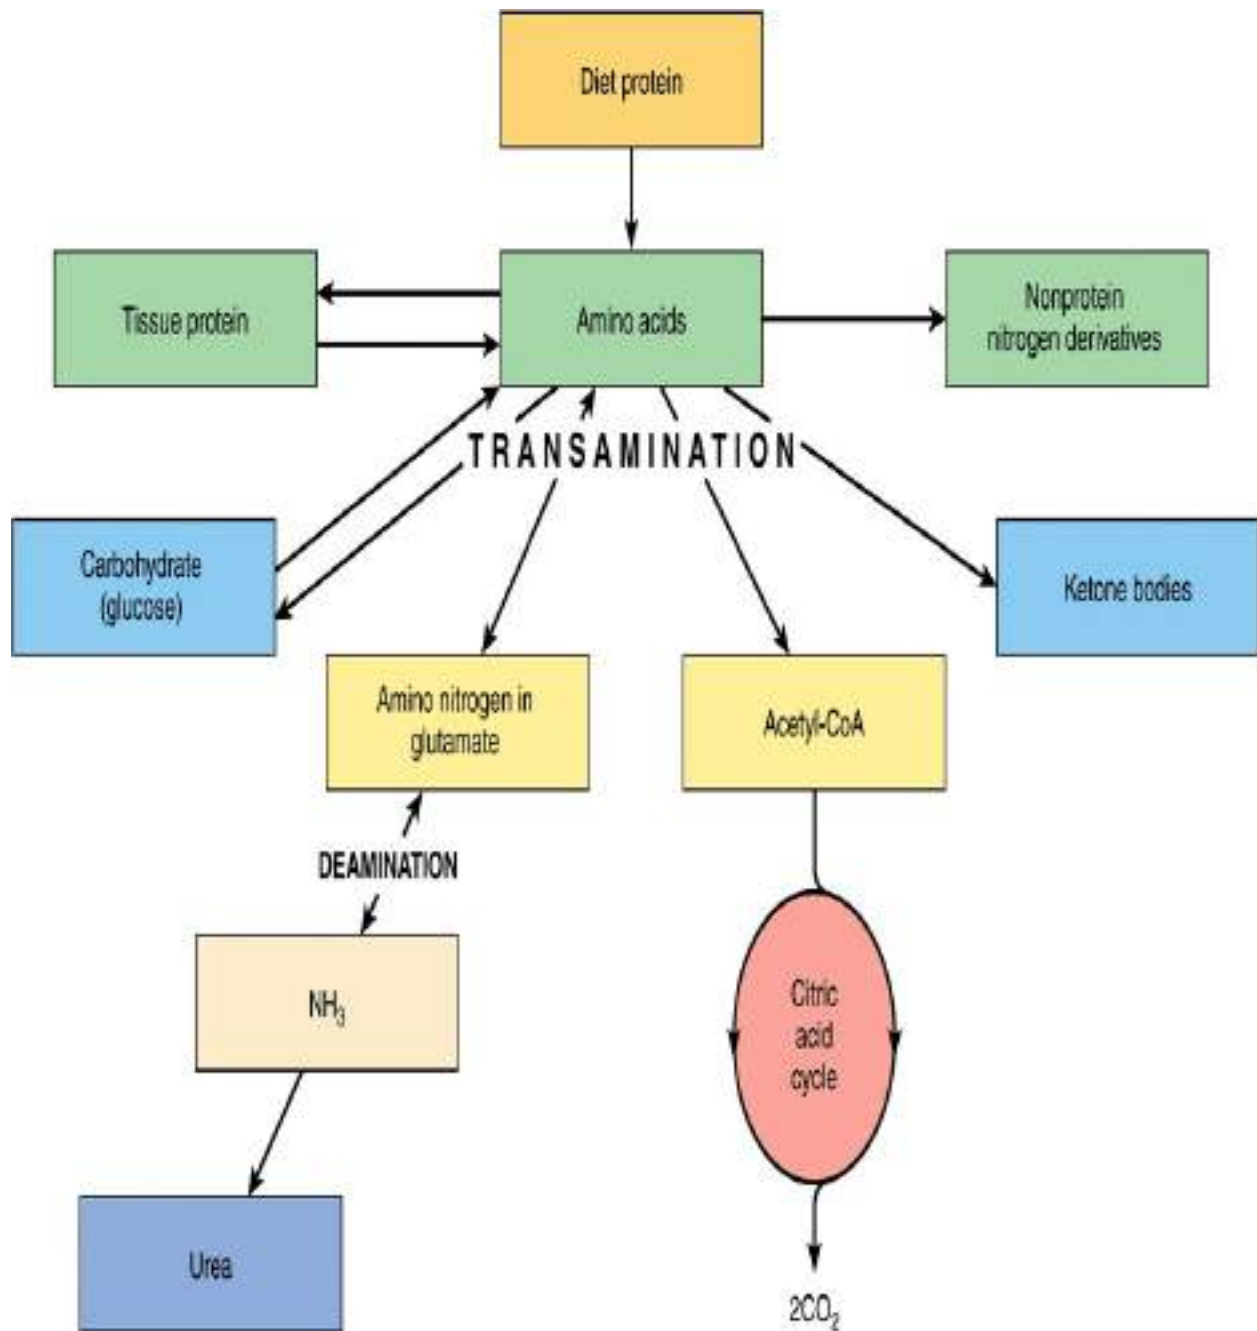 Diet protein
Tissue protein
Amino acids
Nonprotein
nitrogen derivatives
TRANSAMINATION
Carbohydrate
(glucose)
Ketone bodies
Amino nitrogen in
glutamate
Acetyl-CoA
DEAMINATION
NH₃
Citric
acid
cycle
Urea
2CO₂